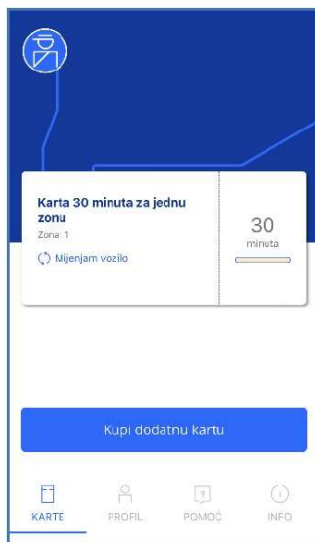 Karta 30 minuta za jednu
zonu
Zona: 1
Mijenjam vozilo
30
minuta
Kupi dodatnu kartu
KARTE
PROFIL
POMOĆ
INFO